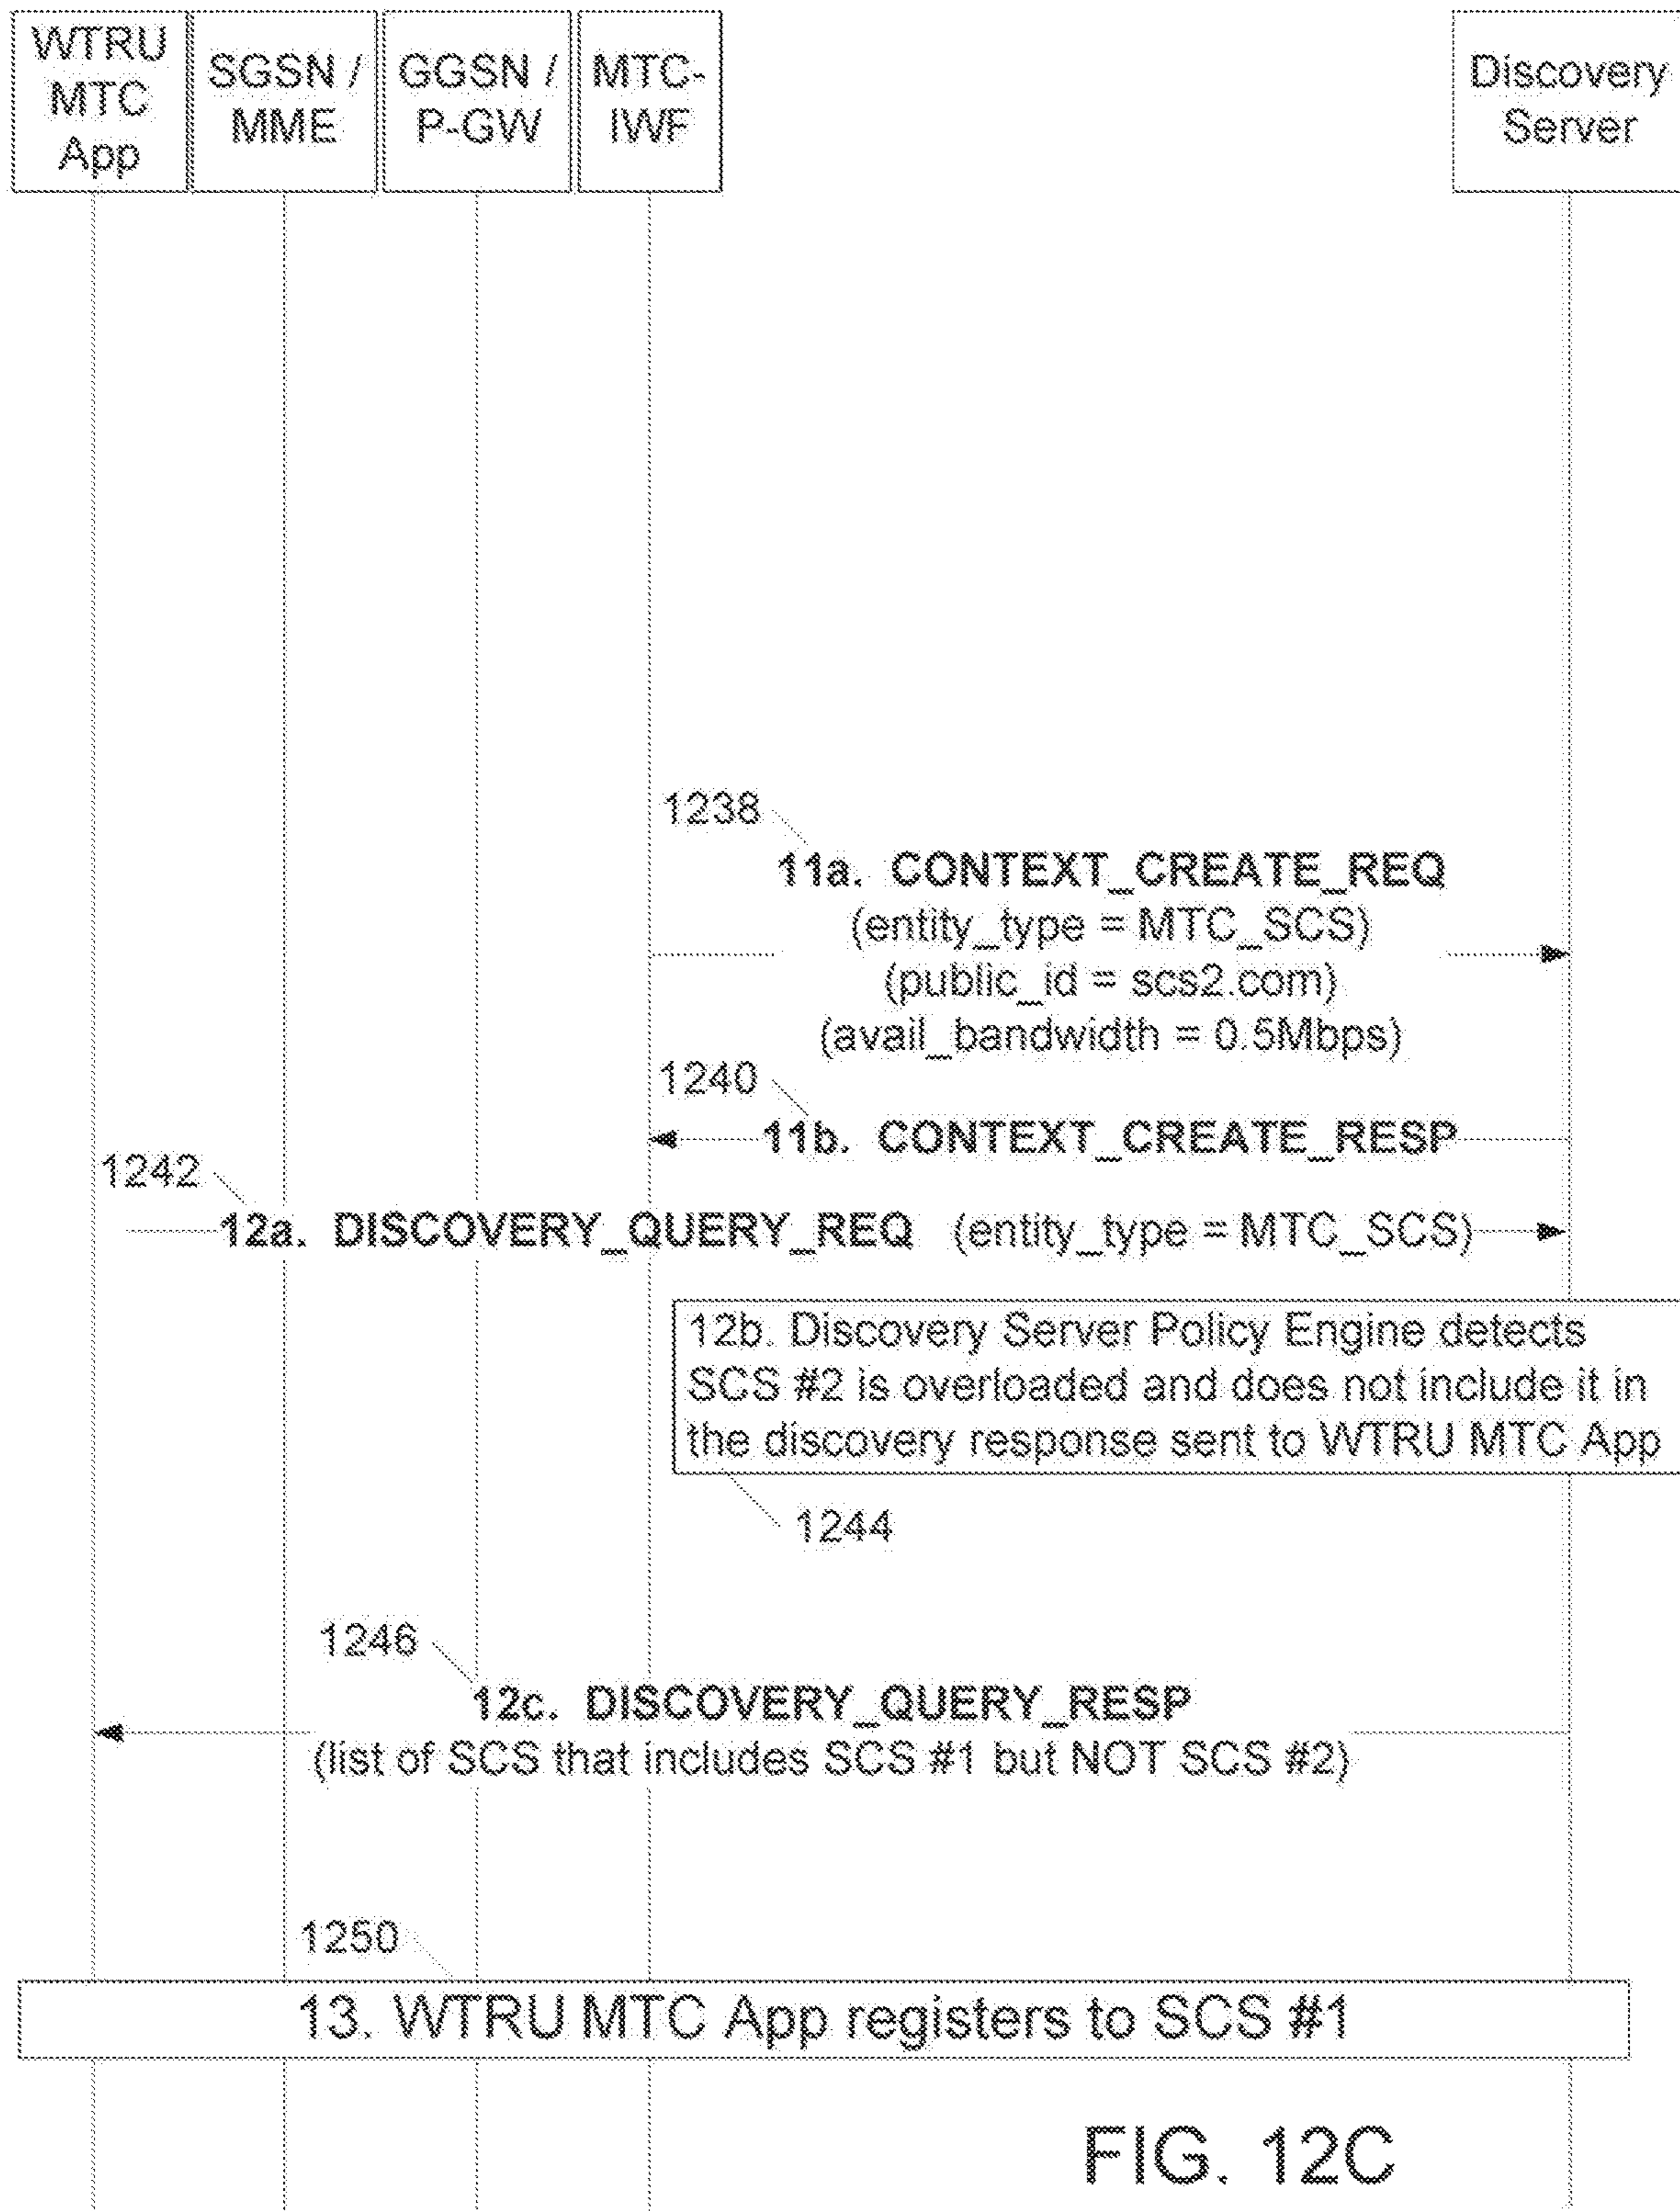 WTRU
MTC
App
SGSN /
MME
GGSN /
P-GW
MTC-
IWF
Discovery
Server
1238
11a. CONTEXT_CREATE_REQ
(entity_type = MTC_SCS)
(public_id = scs2.com)
(avail_bandwidth = 0.5Mbps)
1240
11b. CONTEXT_CREATE_RESP
1242
12a. DISCOVERY_QUERY_REQ (entity_type = MTC_SCS)
12b. Discovery Server Policy Engine detects
SCS #2 is overloaded and does not include it in
the discovery response sent to WTRU MTC App
1244
1246
12c. DISCOVERY_QUERY_RESP
(list of SCS that includes SCS #1 but NOT SCS #2)
1250
13. WTRU MTC App registers to SCS #1
FIG. 12C